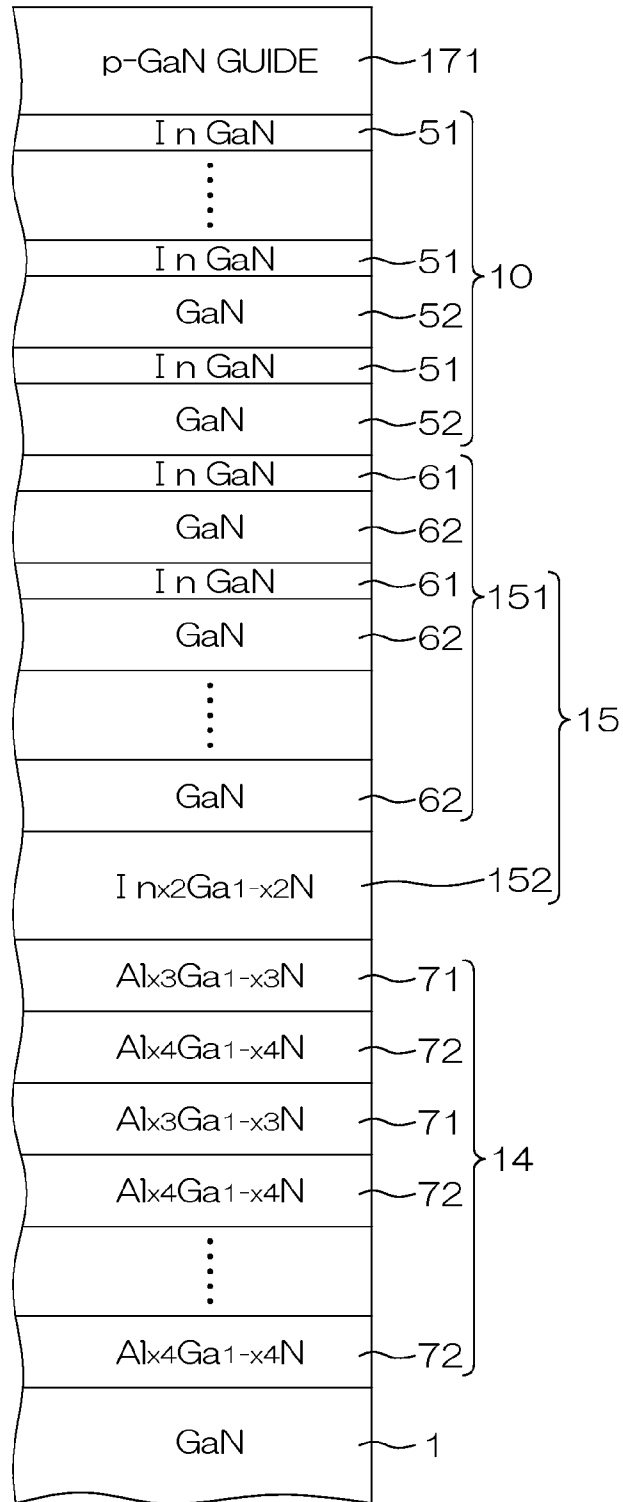 p-GaN GUIDE 171
InGaN 51
InGaN 51
10
GaN 52
InGaN 51
GaN 52
InGaN 61
GaN 62
InGaN 61
151
GaN 62
15
GaN 62
Inx2Ga1-x2N 152
Alx3Ga1-x3N 71
Alx4Ga1-x4N 72
Alx3Ga1-x3N 71
14
Alx4Ga1-x4N 72
Alx4Ga1-x4N 72
GaN 1